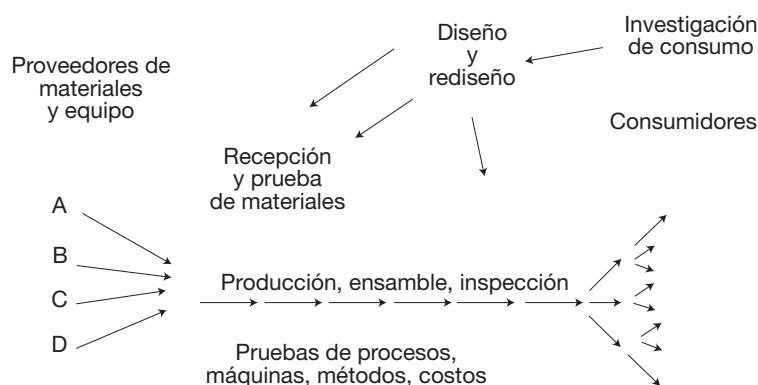 Proveedores de
materiales
y equipo
Diseño
y
rediseño
Investigación
de consumo
Consumidores
Recepción
y prueba
de materiales
A
B
C
D
Producción, ensamble, inspección
Pruebas de procesos,
máquinas, métodos, costos